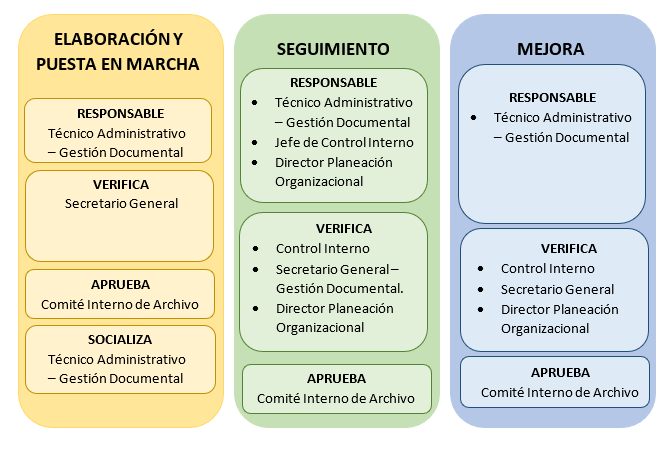 ELABORACIÓN Y
PUESTA EN MARCHA
RESPONSABLE
Técnico Administrativo
– Gestión Documental
VERIFICA
Secretario General
APRUEBA
Comité Interno de Archivo
SOCIALIZA
Técnico Administrativo
– Gestión Documental
SEGUIMIENTO
RESPONSABLE
• Técnico Administrativo
– Gestión Documental
• Jefe de Control Interno
• Director Planeación
Organizacional
VERIFICA
• Control Interno
• Secretario General –
Gestión Documental.
• Director Planeación
Organizacional
APRUEBA
Comité Interno de Archivo
MEJORA
RESPONSABLE
• Técnico Administrativo
– Gestión Documental
VERIFICA
• Control Interno
• Secretario General
• Director Planeación
Organizacional
APRUEBA
Comité Interno de Archivo